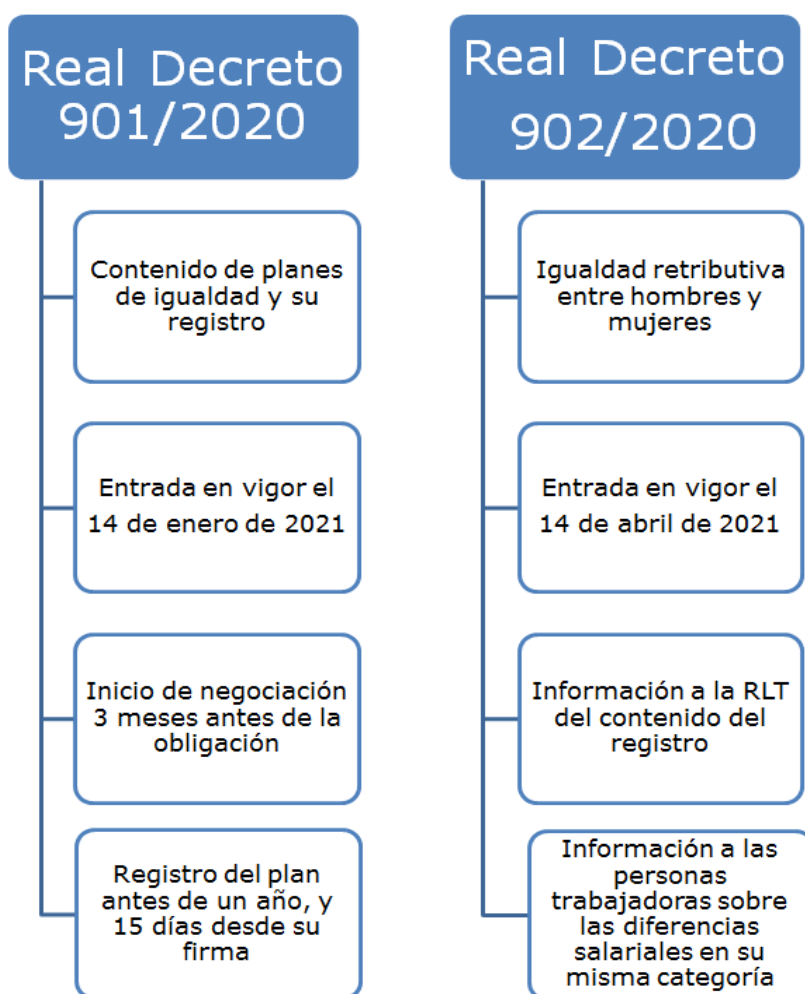 Real Decreto
901/2020
Contenido de planes
de igualdad y su
registro
Entrada en vigor el
14 de enero de 2021
Inicio de negociación
3 meses antes de la
obligación
Registro del plan
antes de un año, y
15 días desde su
firma
Real Decreto
902/2020
Igualdad retributiva
entre hombres y
mujeres
Entrada en vigor el
14 de abril de 2021
Información a la RLT
del contenido del
registro
Información a las
personas
trabajadoras sobre
las diferencias
salariales en su
misma categoría